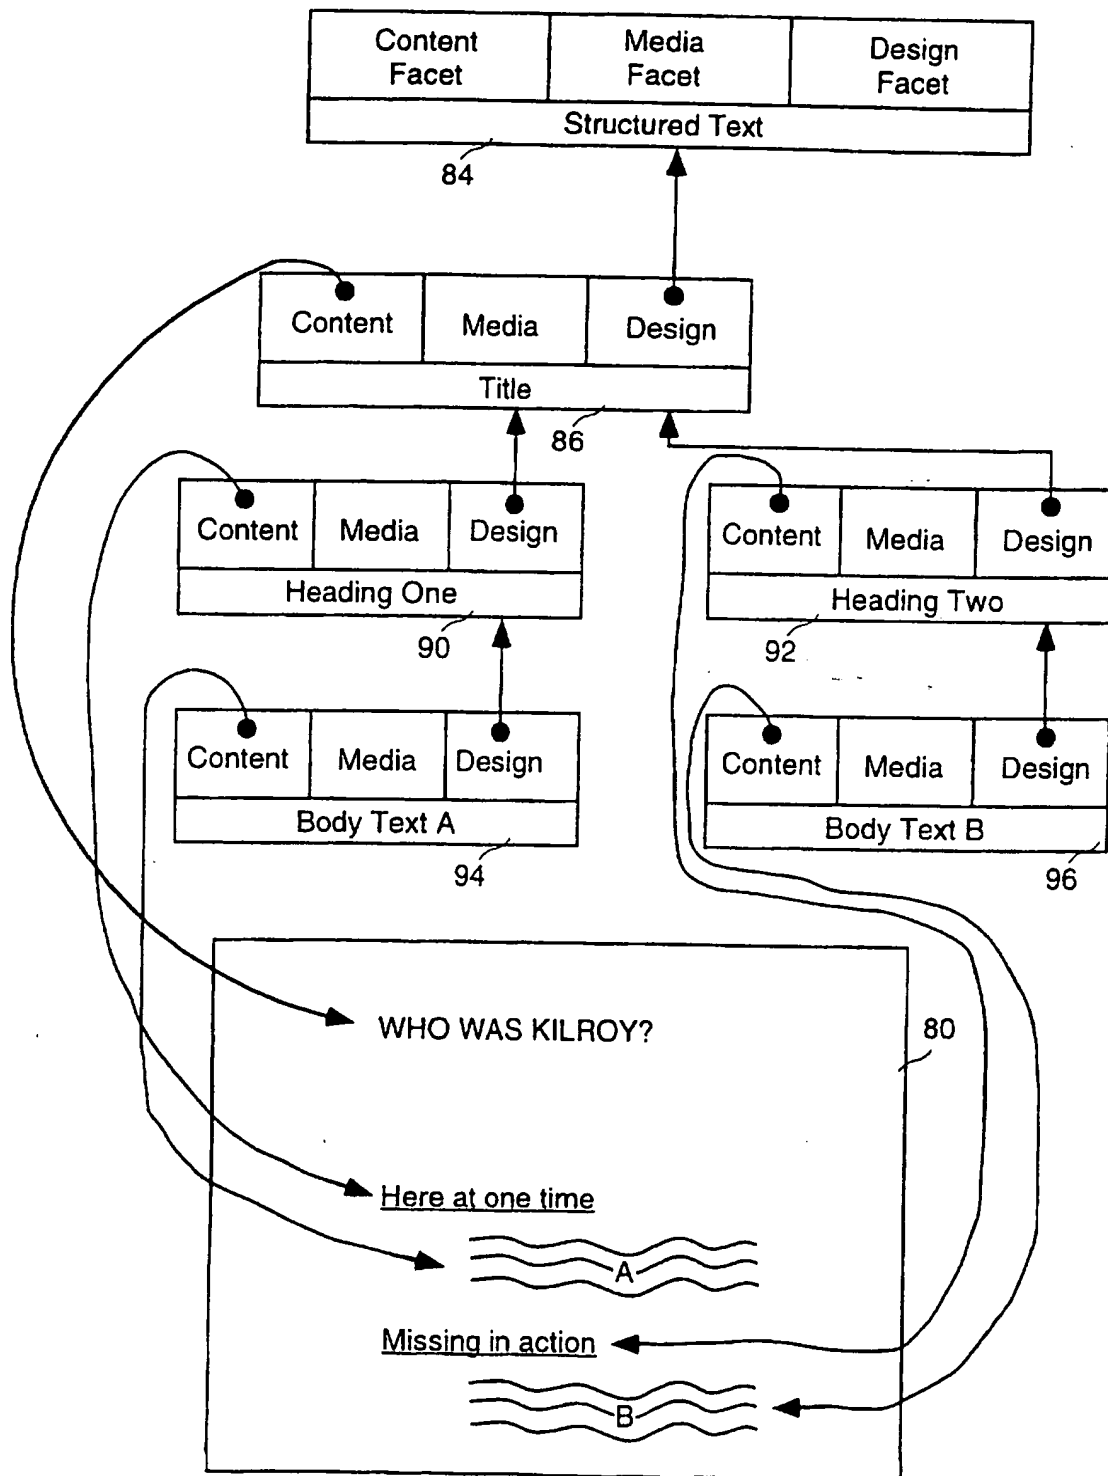 Content Facet
Media Facet
Design Facet
Structured Text
84
Content
Media
Design
Title
86
Content
Media
Design
Heading One
90
Content
Media
Design
Heading Two
92
Content
Media
Design
Body Text A
94
Content
Media
Design
Body Text B
96
WHO WAS KILROY?
80
Here at one time
A
Missing in action
B